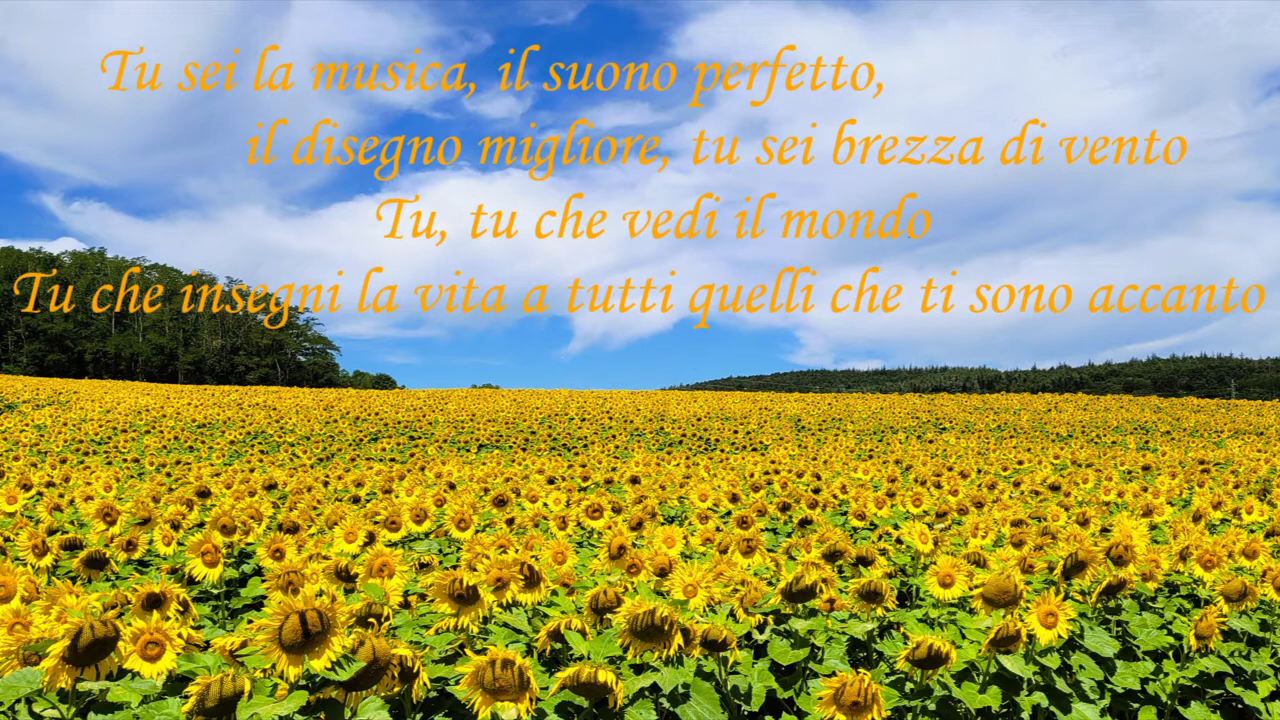 Tu sei la musica, il suono perfetto,
il disegno migliore, tu sei brezza di vento
Tu, tu che vedi il mondo
Tu che insegni la vita a tutti quelli che ti sono accanto